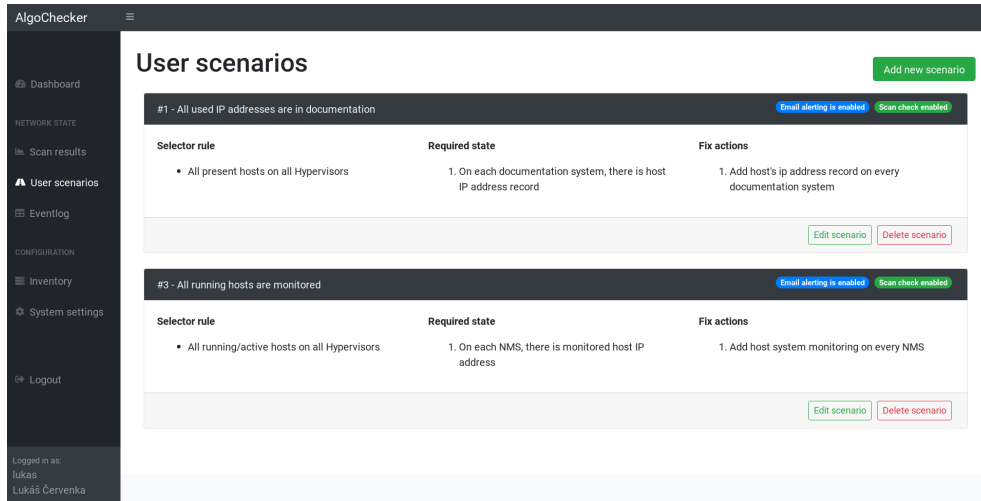 AlgoChecker
User scenarios
Add new scenario
Dashboard
NETWORK STATE
Scan results
User scenarios
Eventlog
CONFIGURATION
Inventory
System settings
Logout
Logged in as:
lukas
Lukáš Červenka
#1 - All used IP addresses are in documentation
Email alerting is enabled
Scan check enabled
Selector rule
• All present hosts on all Hypervisors
Required state
1. On each documentation system, there is host
IP address record
Fix actions
1. Add host's ip address record on every
documentation system
Edit scenario
Delete scenario
#3 - All running hosts are monitored
Email alerting is enabled
Scan check enabled
Selector rule
• All running/active hosts on all Hypervisors
Required state
1. On each NMS, there is monitored host IP
address
Fix actions
1. Add host system monitoring on every NMS
Edit scenario
Delete scenario